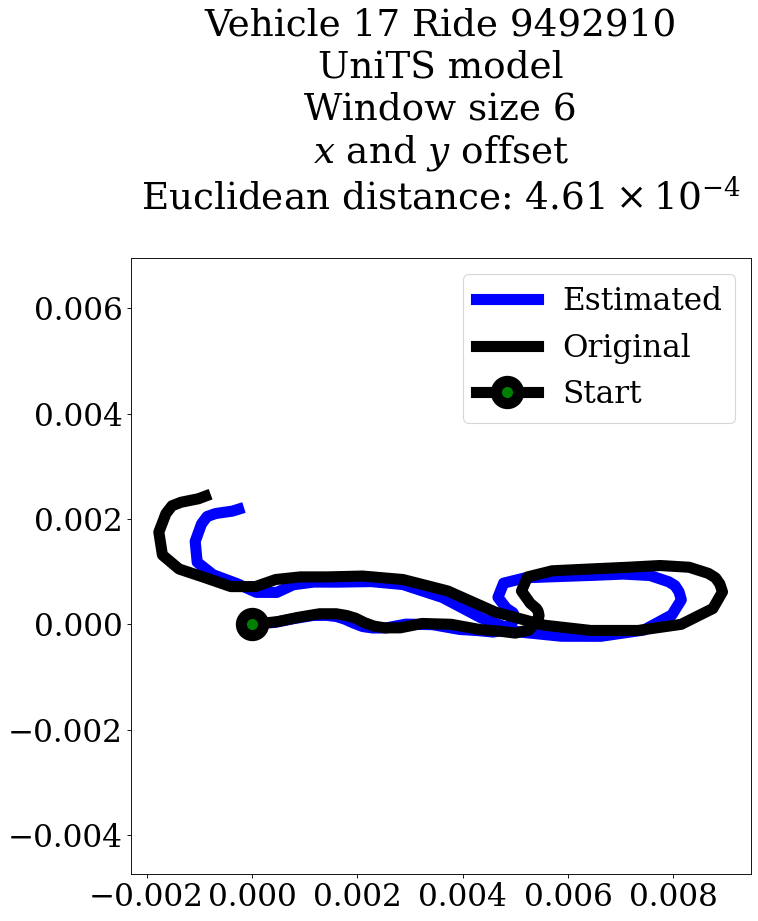 Vehicle 17 Ride 9492910
UniTS model
Window size 6
x and y offset
Euclidean distance: 4.61 × 10⁻⁴
Estimated
Original
Start
0.006
0.004
0.002
0.000
−0.002
−0.004
−0.002 0.000 0.002 0.004 0.006 0.008